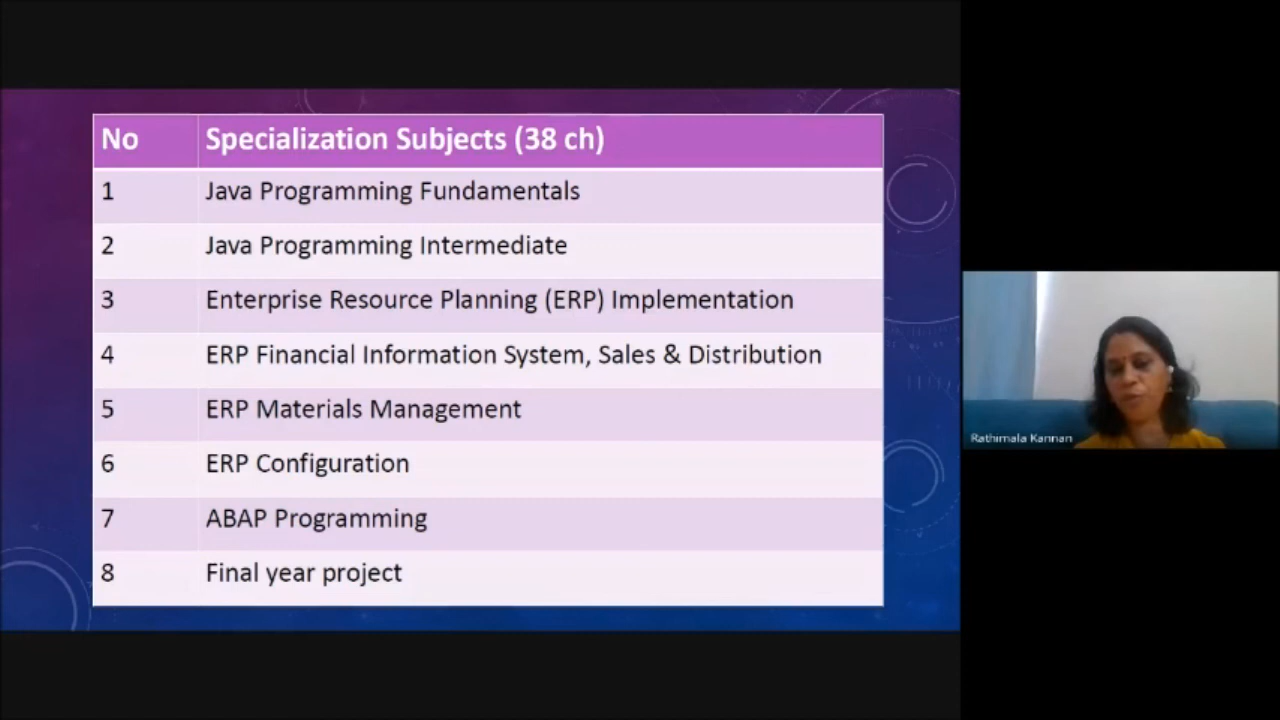 No Specialization Subjects (38 ch)
1 Java Programming Fundamentals
2 Java Programming Intermediate
3 Enterprise Resource Planning (ERP) Implementation
4 ERP Financial Information System, Sales & Distribution
5 ERP Materials Management
6 ERP Configuration
7 ABAP Programming
8 Final year project
Rathimala Kannan